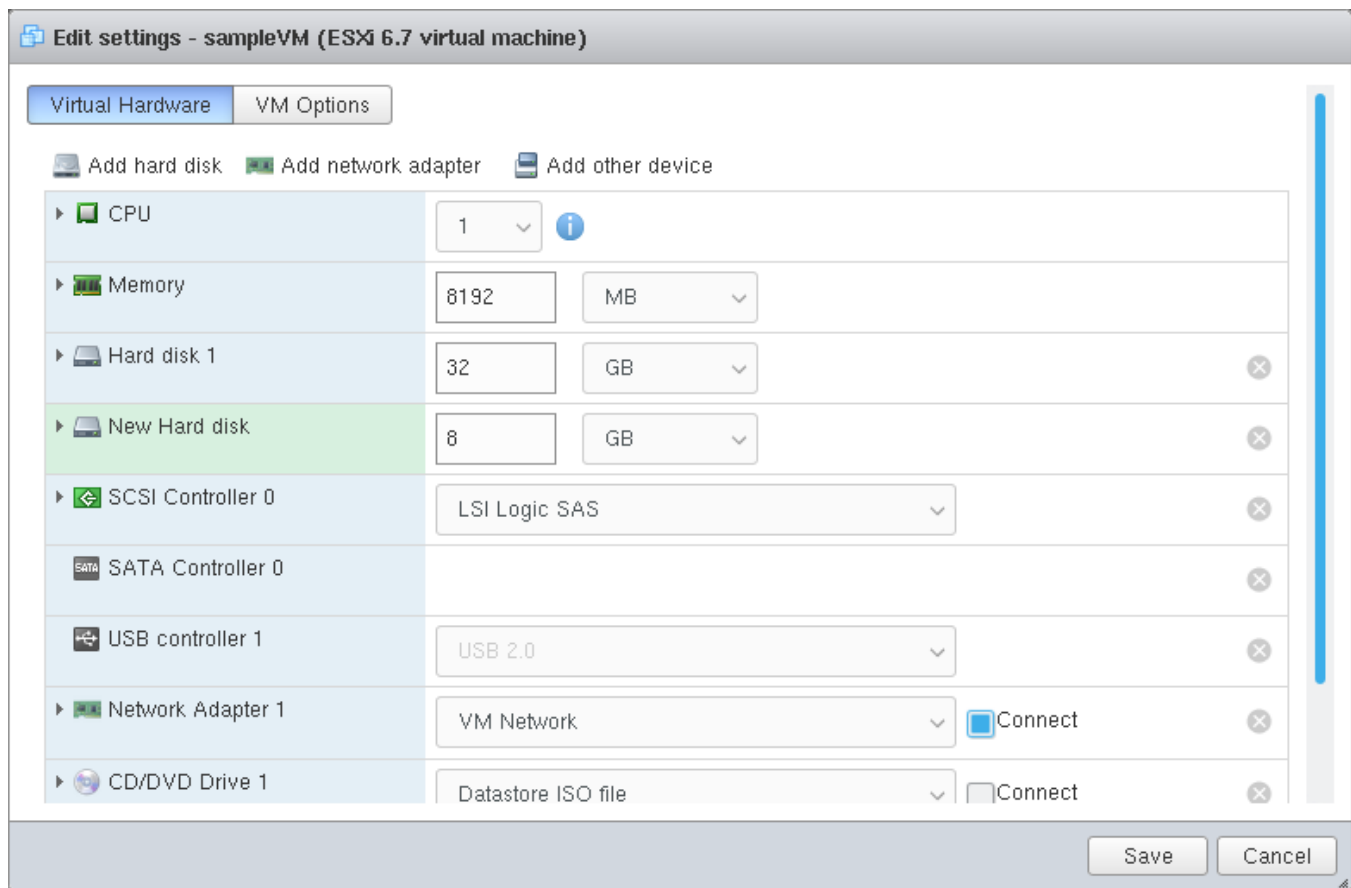 Edit settings - sampleVM (ESXi 6.7 virtual machine)
Virtual Hardware VM Options
Add hard disk Add network adapter Add other device
CPU 1
Memory 8192 MB
Hard disk 1 32 GB
New Hard disk 8 GB
SCSI Controller 0 LSI Logic SAS
SATA SATA Controller 0
USB controller 1 USB 2.0
Network Adapter 1 VM Network Connect
CD/DVD Drive 1 Datastore ISO file Connect
Save Cancel